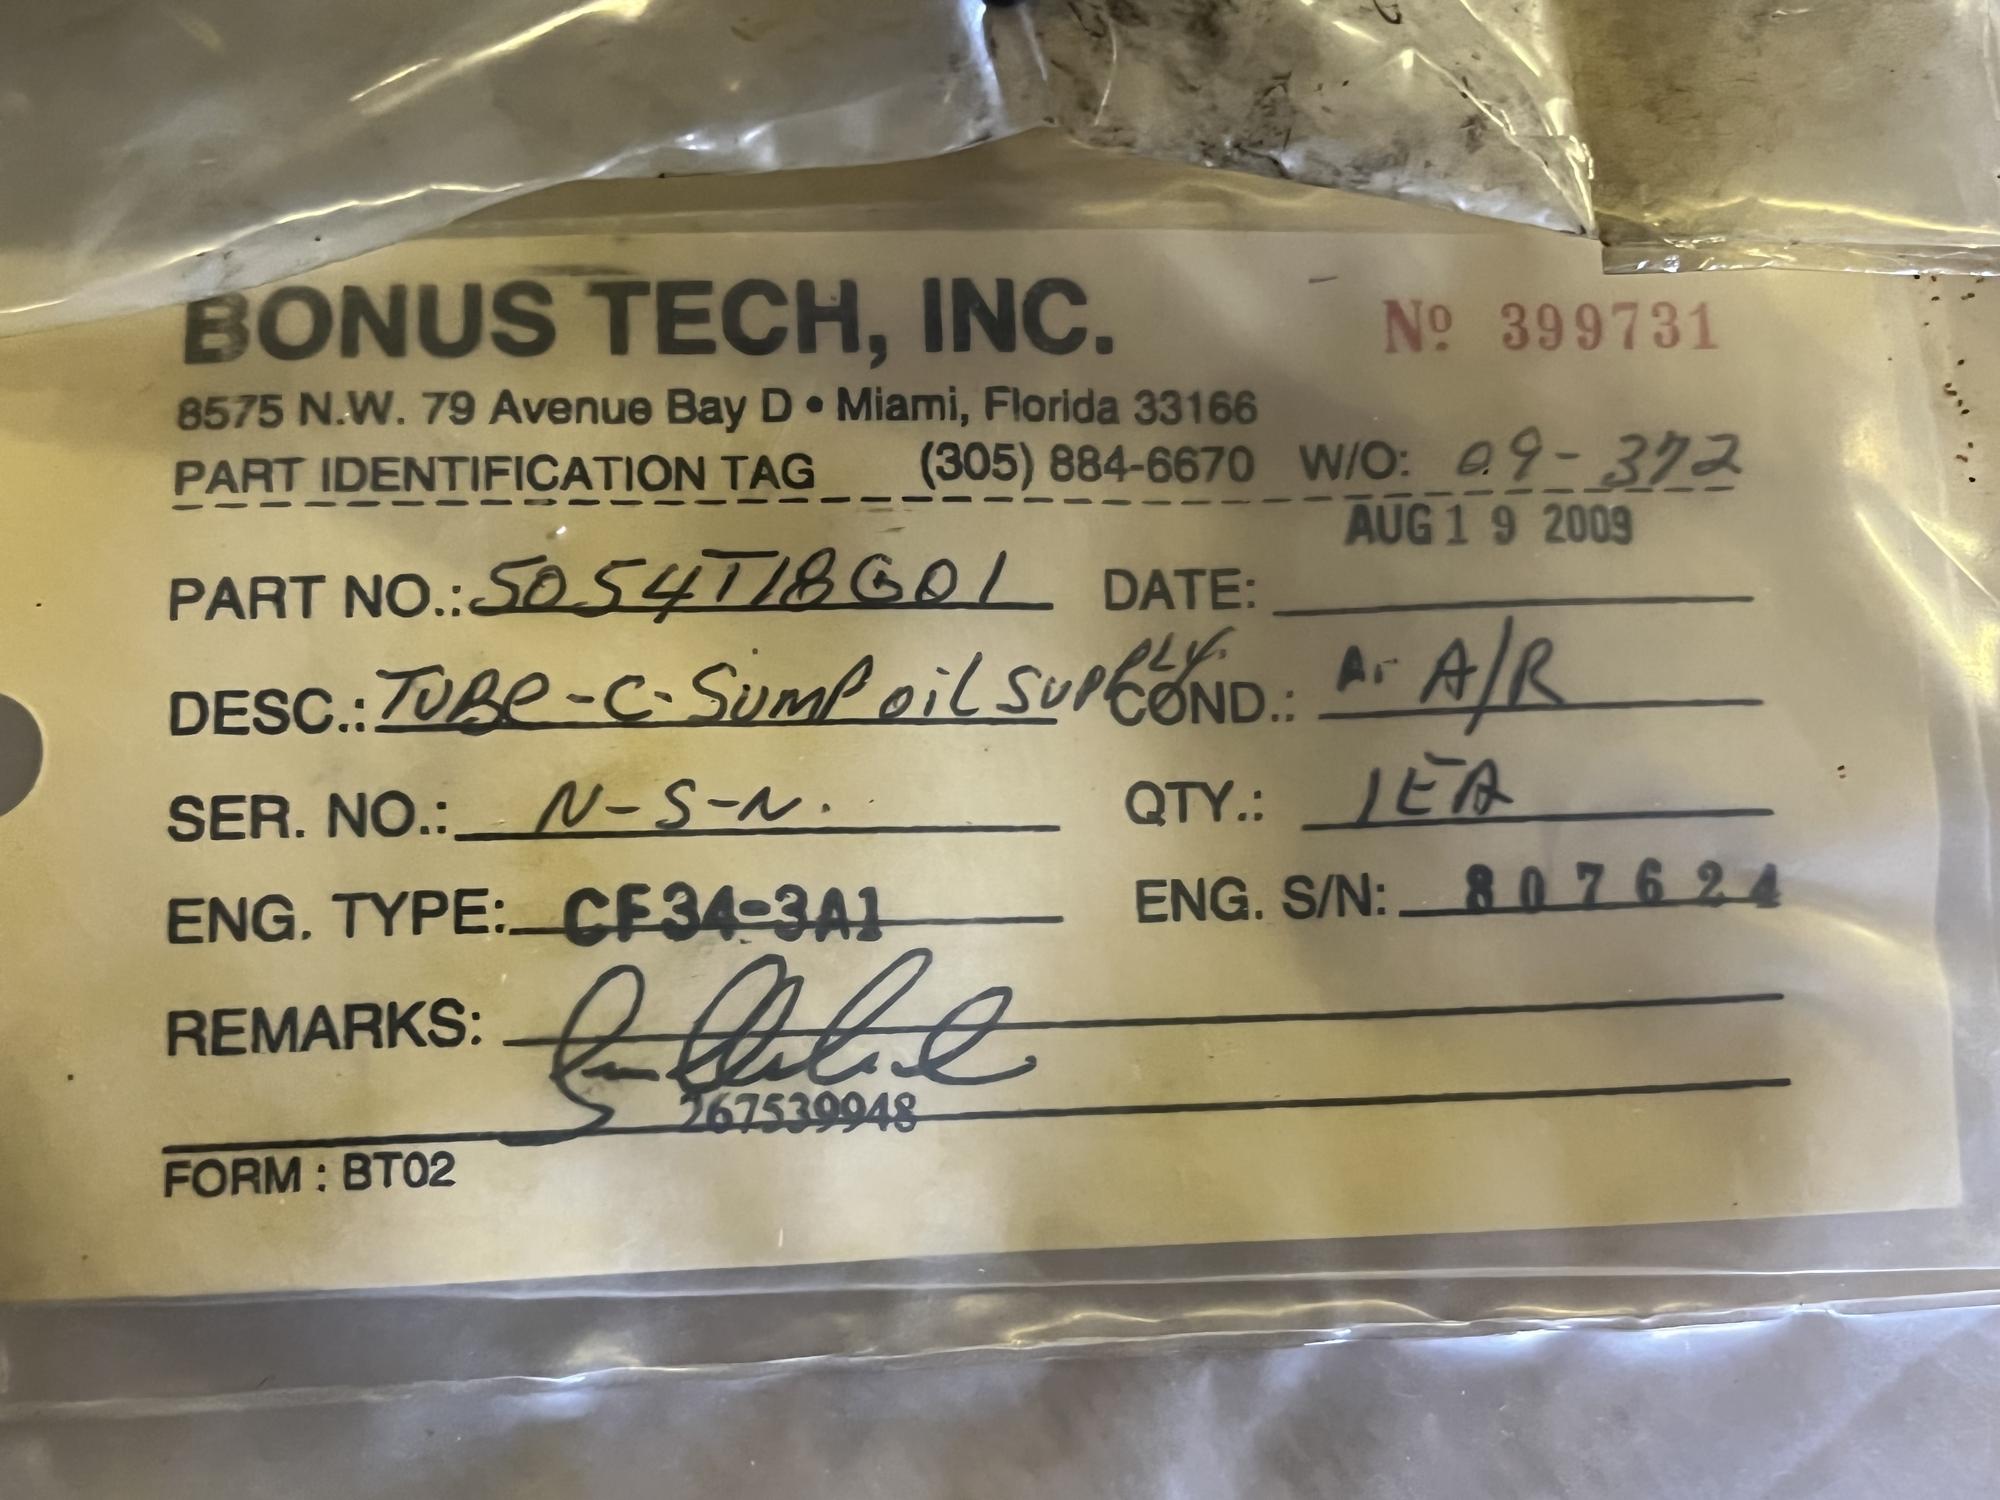 BONUS TECH, INC. Nº 399731
8575 N.W. 79 Avenue Bay D • Miami, Florida 33166
PART IDENTIFICATION TAG (305) 884-6670 W/O: 09-372
AUG 19 2009
PART NO.: 5054T18G01 DATE:
DESC.: TUBe-C-Sump oil SUPPLY. COND.: A/R
SER. NO.: N-S-N. QTY.: 1EA
ENG. TYPE: CF34-3A1 ENG. S/N: 807624
REMARKS:
267539948
FORM : BT02